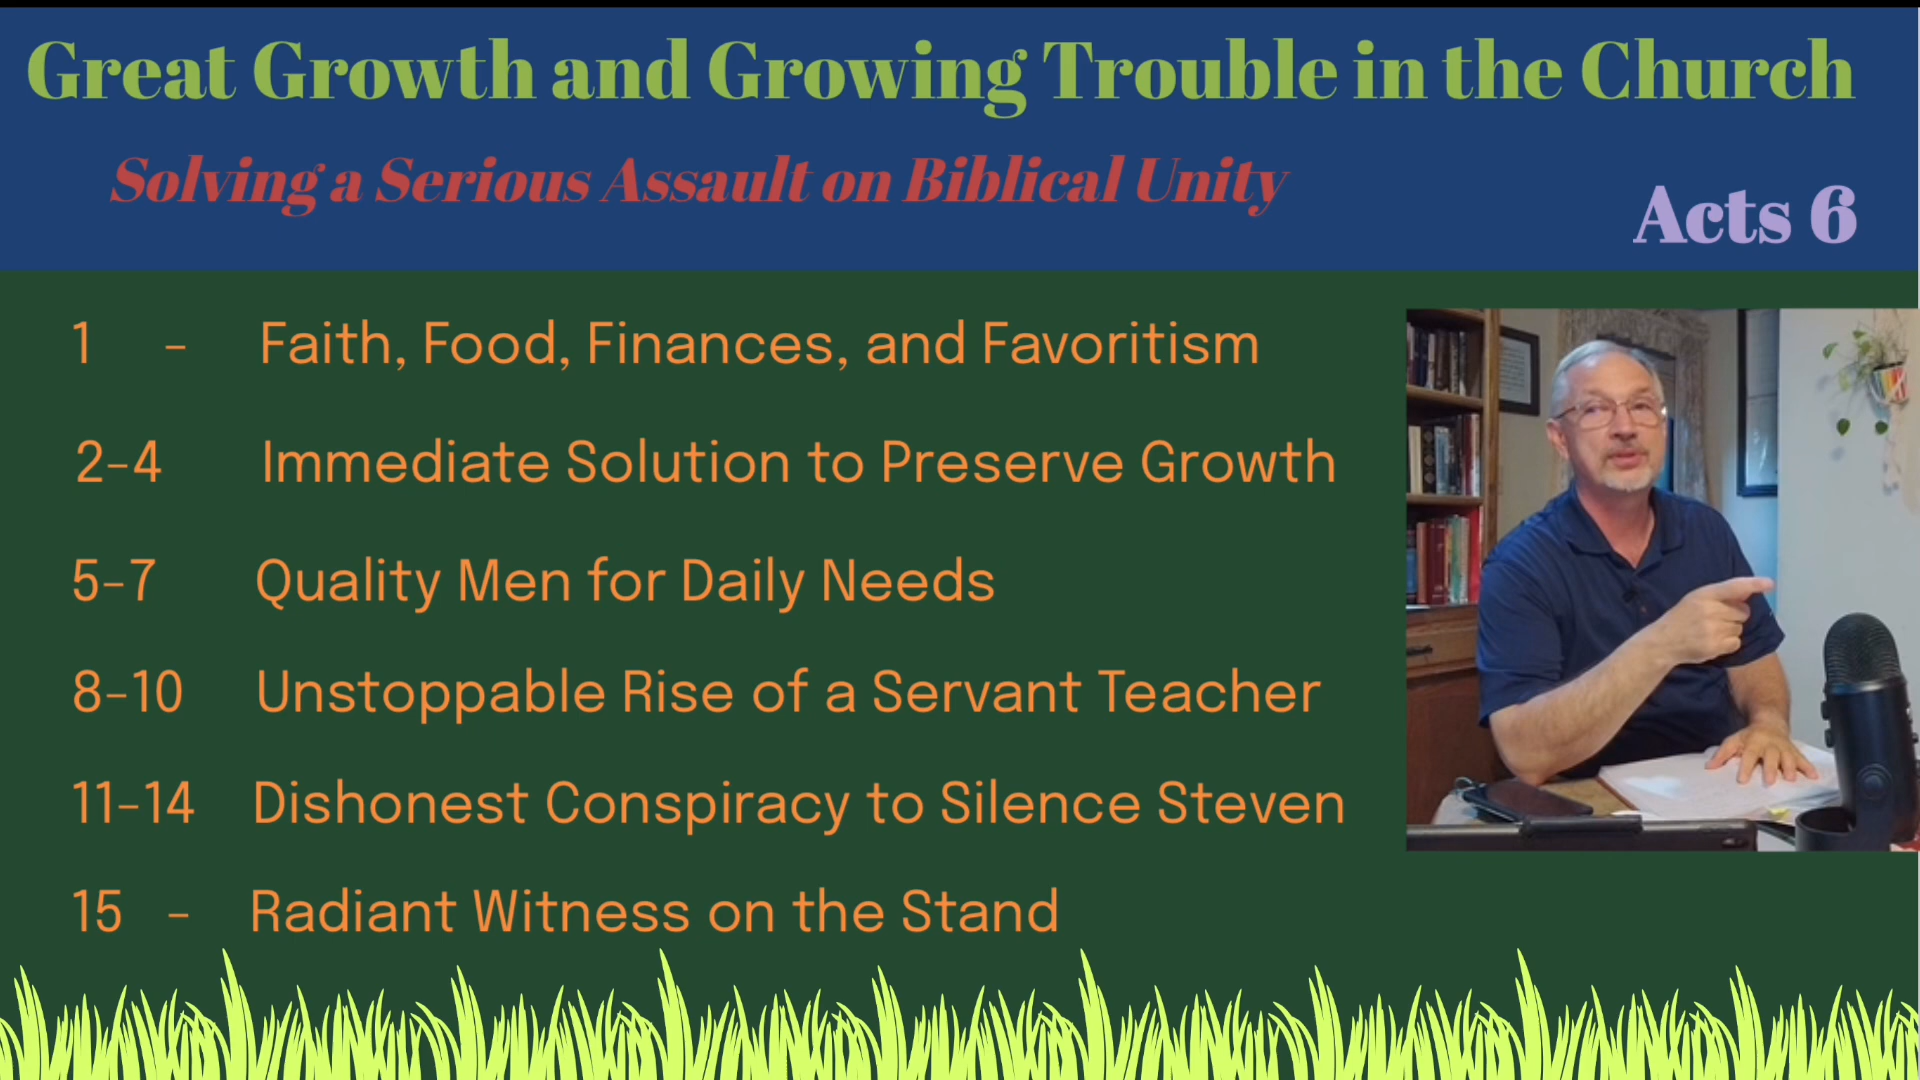 Great Growth and Growing Trouble in the Church
Solving a Serious Assault on Biblical Unity
Acts 6
1 - Faith, Food, Finances, and Favoritism
2-4 Immediate Solution to Preserve Growth
5-7 Quality Men for Daily Needs
8-10 Unstoppable Rise of a Servant Teacher
11-14 Dishonest Conspiracy to Silence Steven
15 - Radiant Witness on the Stand